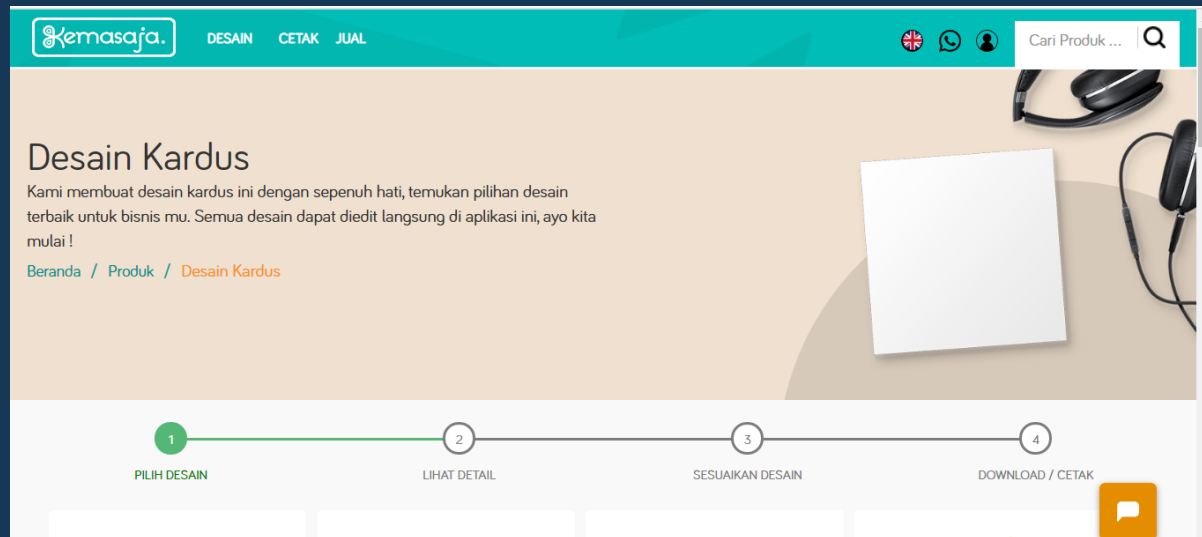 Kemasaja.
DESAIN CETAK JUAL
Cari Produk ...
Desain Kardus
Kami membuat desain kardus ini dengan sepenuh hati, temukan pilihan desain
terbaik untuk bisnis mu. Semua desain dapat diedit langsung di aplikasi ini, ayo kita
mulai !
Beranda / Produk / Desain Kardus
1
2
3
4
PILIH DESAIN
LIHAT DETAIL
SESUAIKAN DESAIN
DOWNLOAD / CETAK